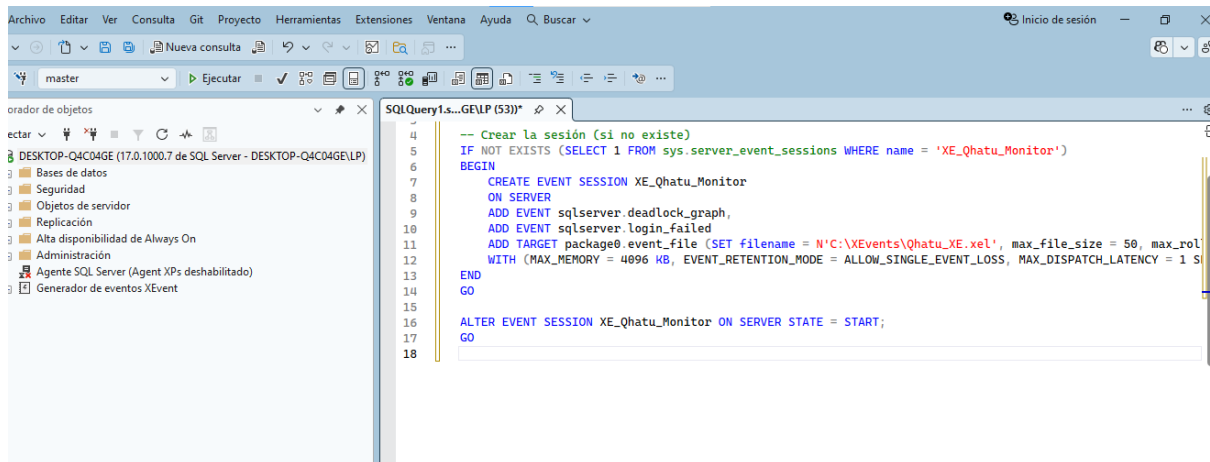 Archivo Editar Ver Consulta Git Proyecto Herramientas Extensiones Ventana Ayuda Buscar Inicio de sesión
Nueva consulta
master Ejecutar
orador de objetos
SQLQuery1.s...GE\LP (53))*
ectar
DESKTOP-Q4C04GE (17.0.1000.7 de SQL Server - DESKTOP-Q4C04GE\LP)
Bases de datos
Seguridad
Objetos de servidor
Replicación
Alta disponibilidad de Always On
Administración
Agente SQL Server (Agent XPs deshabilitado)
Generador de eventos XEvent
4 -- Crear la sesión (si no existe)
5 IF NOT EXISTS (SELECT 1 FROM sys.server_event_sessions WHERE name = 'XE_Qhatu_Monitor')
6 BEGIN
7 CREATE EVENT SESSION XE_Qhatu_Monitor
8 ON SERVER
9 ADD EVENT sqlserver.deadlock_graph,
10 ADD EVENT sqlserver.login_failed
11 ADD TARGET package0.event_file (SET filename = N'C:\XEvents\Qhatu_XE.xel', max_file_size = 50, max_rol
12 WITH (MAX_MEMORY = 4096 KB, EVENT_RETENTION_MODE = ALLOW_SINGLE_EVENT_LOSS, MAX_DISPATCH_LATENCY = 1 S
13 END
14 GO
15
16 ALTER EVENT SESSION XE_Qhatu_Monitor ON SERVER STATE = START;
17 GO
18